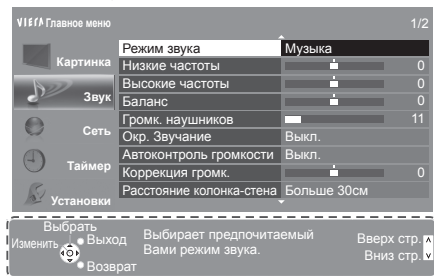 VIERA Главное меню 1/2
Картинка
Звук
Сеть
Таймер
Установки
Режим звука Музыка
Низкие частоты 0
Высокие частоты 0
Баланс 0
Громк. наушников 11
Окр. Звучание Выкл.
Автоконтроль громкости Выкл.
Коррекция громк. 0
Расстояние колонка-стена Больше 30см
Выбрать
Изменить
Выход
Возврат
Выбирает предпочитаемый
Вами режим звука.
Вверх стр.
Вниз стр.